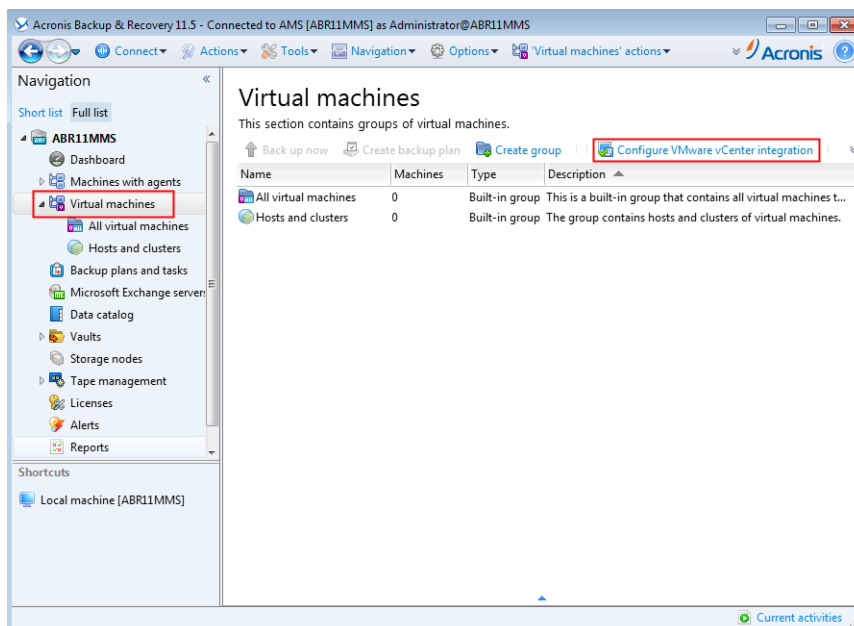 Acronis Backup & Recovery 11.5 - Connected to AMS [ABR11MMS] as Administrator@ABR11MMS
Connect Actions Tools Navigation Options 'Virtual machines' actions Acronis ?
Navigation
Short list Full list
ABR11MMS
Dashboard
Machines with agents
Virtual machines
All virtual machines
Hosts and clusters
Backup plans and tasks
Microsoft Exchange server
Data catalog
Vaults
Storage nodes
Tape management
Licenses
Alerts
Reports
Shortcuts
Local machine [ABR11MMS]
Virtual machines
This section contains groups of virtual machines.
Back up now Create backup plan Create group Configure VMware vCenter integration
Name Machines Type Description
All virtual machines 0 Built-in group This is a built-in group that contains all virtual machines t...
Hosts and clusters 0 Built-in group The group contains hosts and clusters of virtual machines.
Current activities